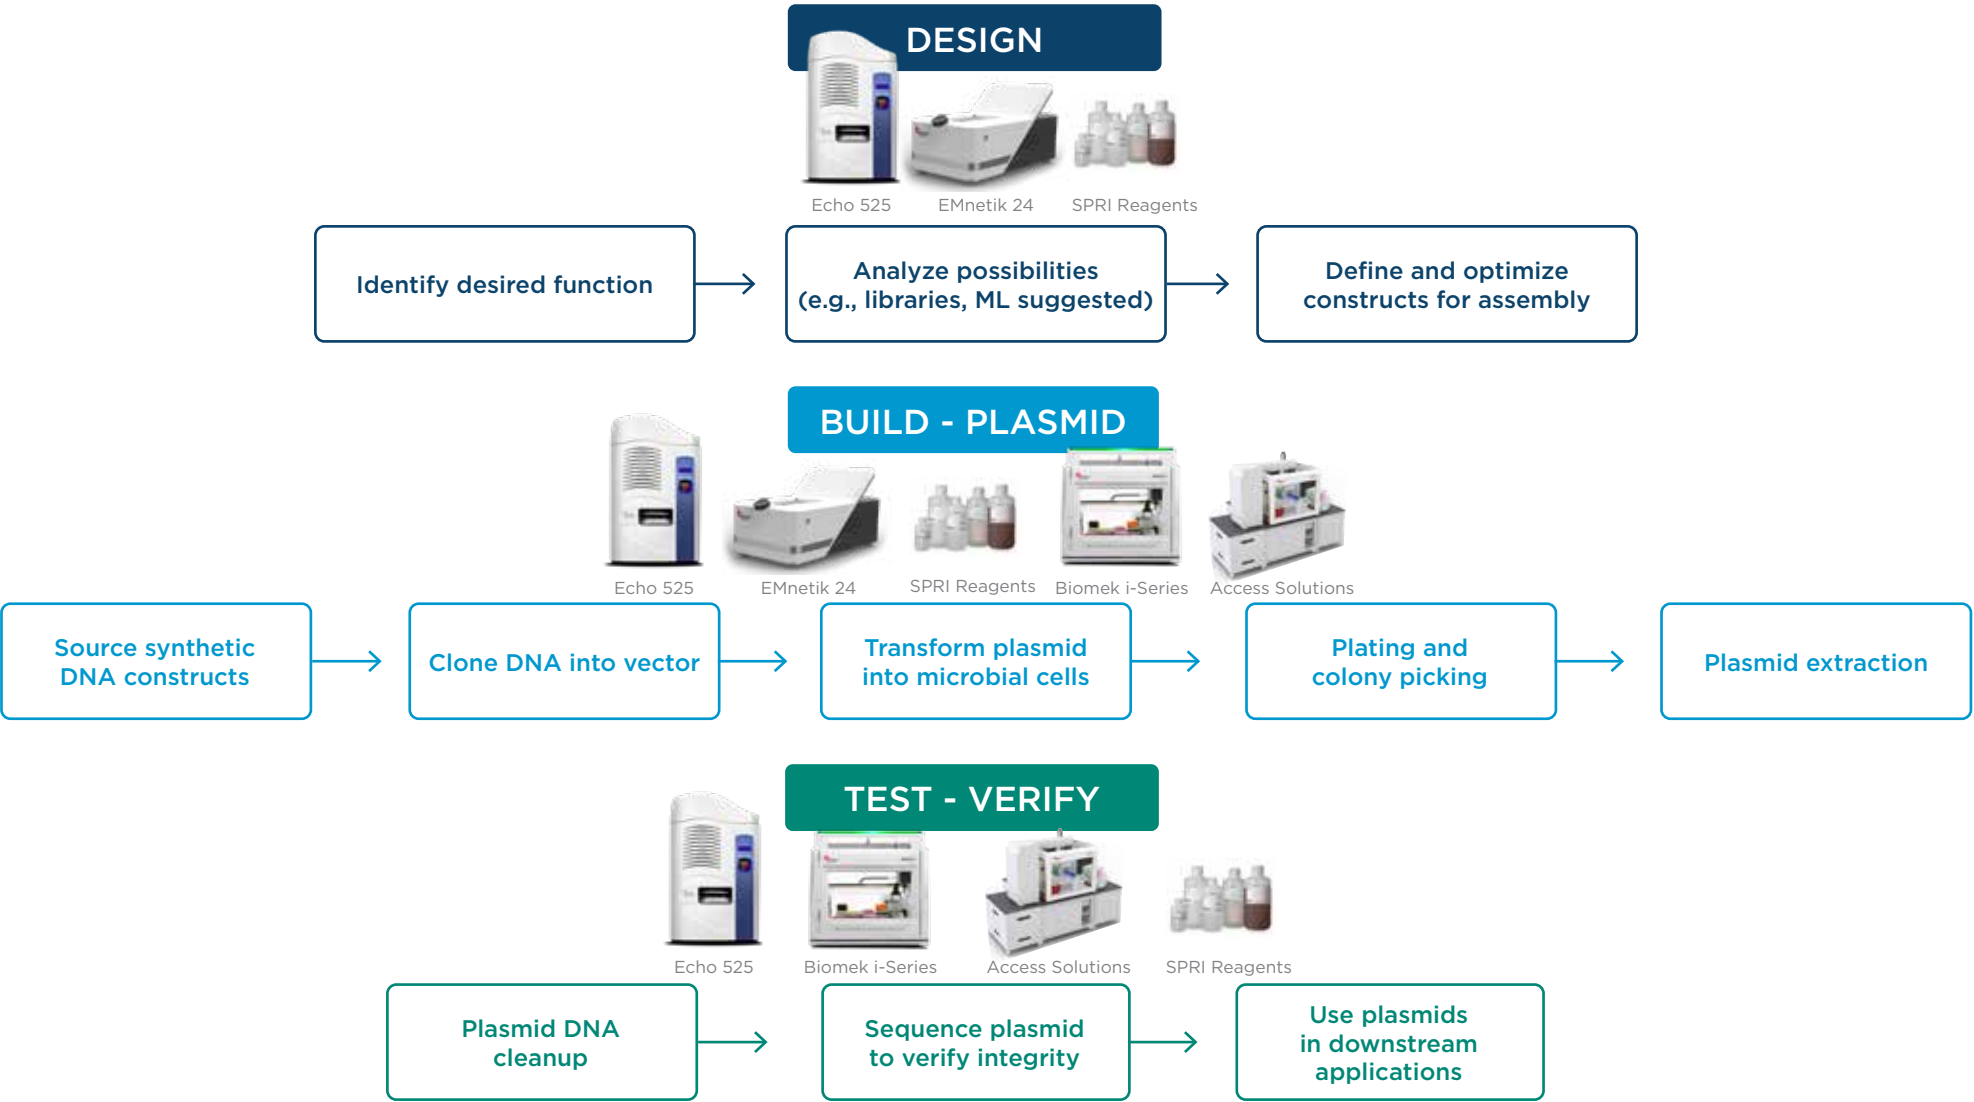 DESIGN
Echo 525
EMnetik 24
SPRI Reagents
Identify desired function
Analyze possibilities
(e.g., libraries, ML suggested)
Define and optimize
constructs for assembly
BUILD - PLASMID
Echo 525
EMnetik 24
SPRI Reagents
Biomek i-Series
Access Solutions
Source synthetic
DNA constructs
Clone DNA into vector
Transform plasmid
into microbial cells
Plating and
colony picking
Plasmid extraction
TEST - VERIFY
Echo 525
Biomek i-Series
Access Solutions
SPRI Reagents
Plasmid DNA
cleanup
Sequence plasmid
to verify integrity
Use plasmids
in downstream
applications